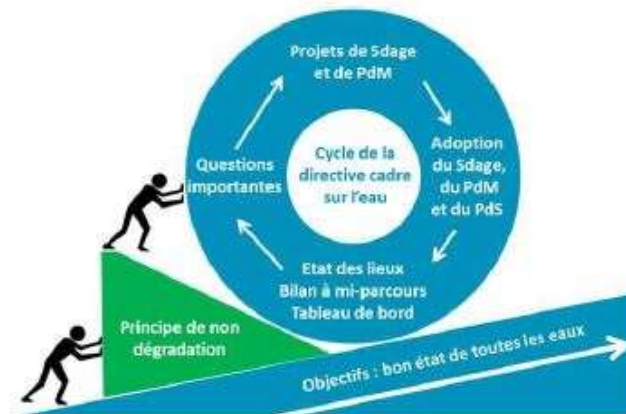 Projets de Sdage
et de PdM
Adoption
du Sdage,
du PdM
et du PdS
Questions
importantes
Cycle de la
directive cadre
sur l'eau
Etat des lieux
Bilan à mi-parcours
Tableau de bord
Principe de non
dégradation
Objectifs : bon état de toutes les eaux